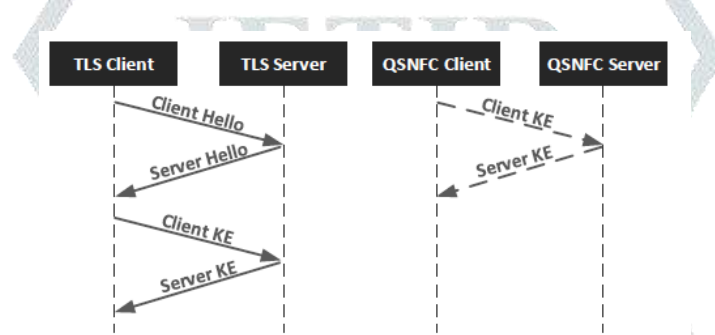 TLS Client TLS Server QSNFC Client QSNFC Server
Client Hello
Client KE
Server Hello
Server KE
Client KE
Server KE